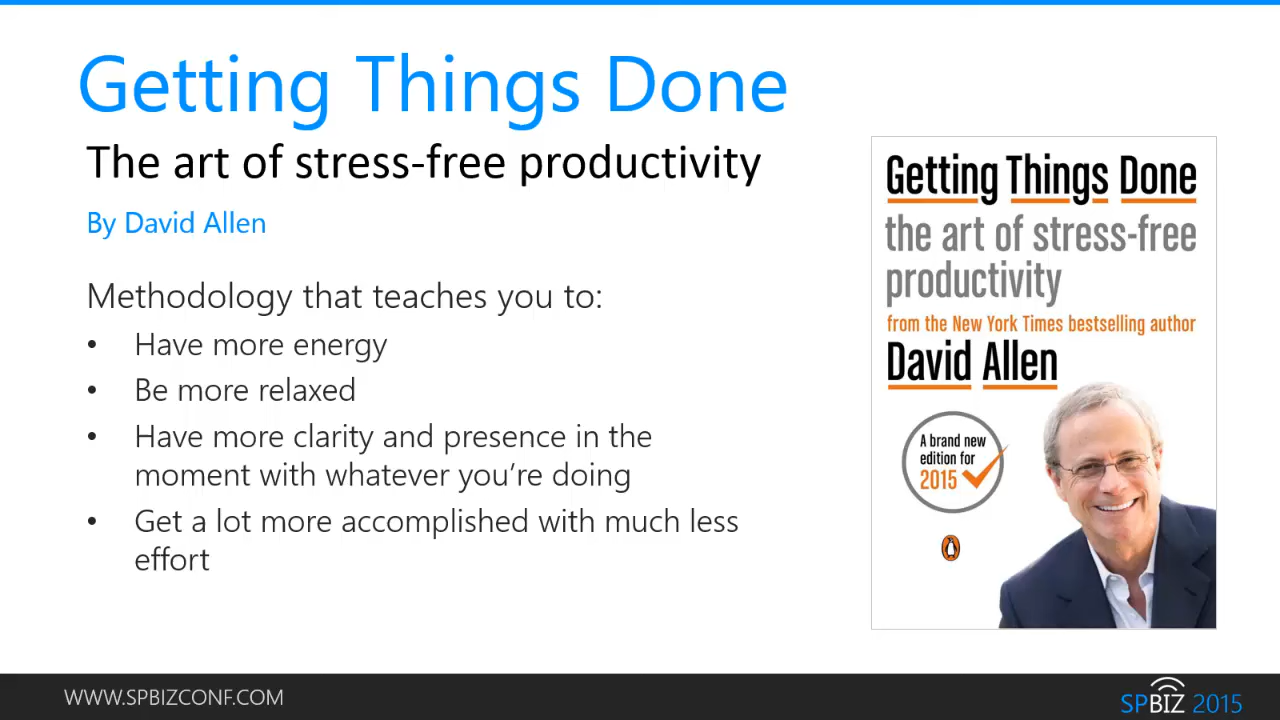 Getting Things Done
The art of stress-free productivity
By David Allen
Methodology that teaches you to:
• Have more energy
• Be more relaxed
• Have more clarity and presence in the
moment with whatever you’re doing
• Get a lot more accomplished with much less
effort
Getting Things Done
the art of stress-free
productivity
from the New York Times bestselling author
David Allen
A brand new
edition for
2015
WWW.SPBIZCONF.COM
SPBIZ 2015